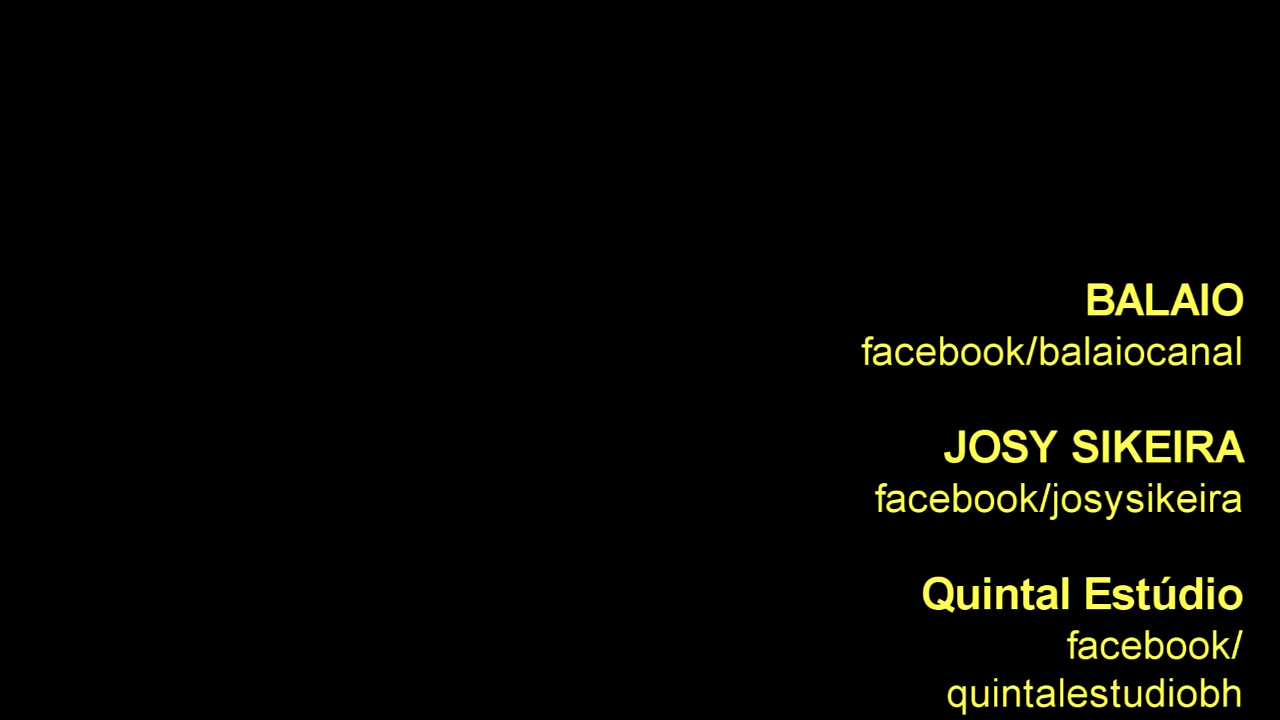 BALAIO
facebook/balaiocanal
JOSY SIKEIRA
facebook/josysikeira
Quintal Estúdio
facebook/
quintalestudiobh